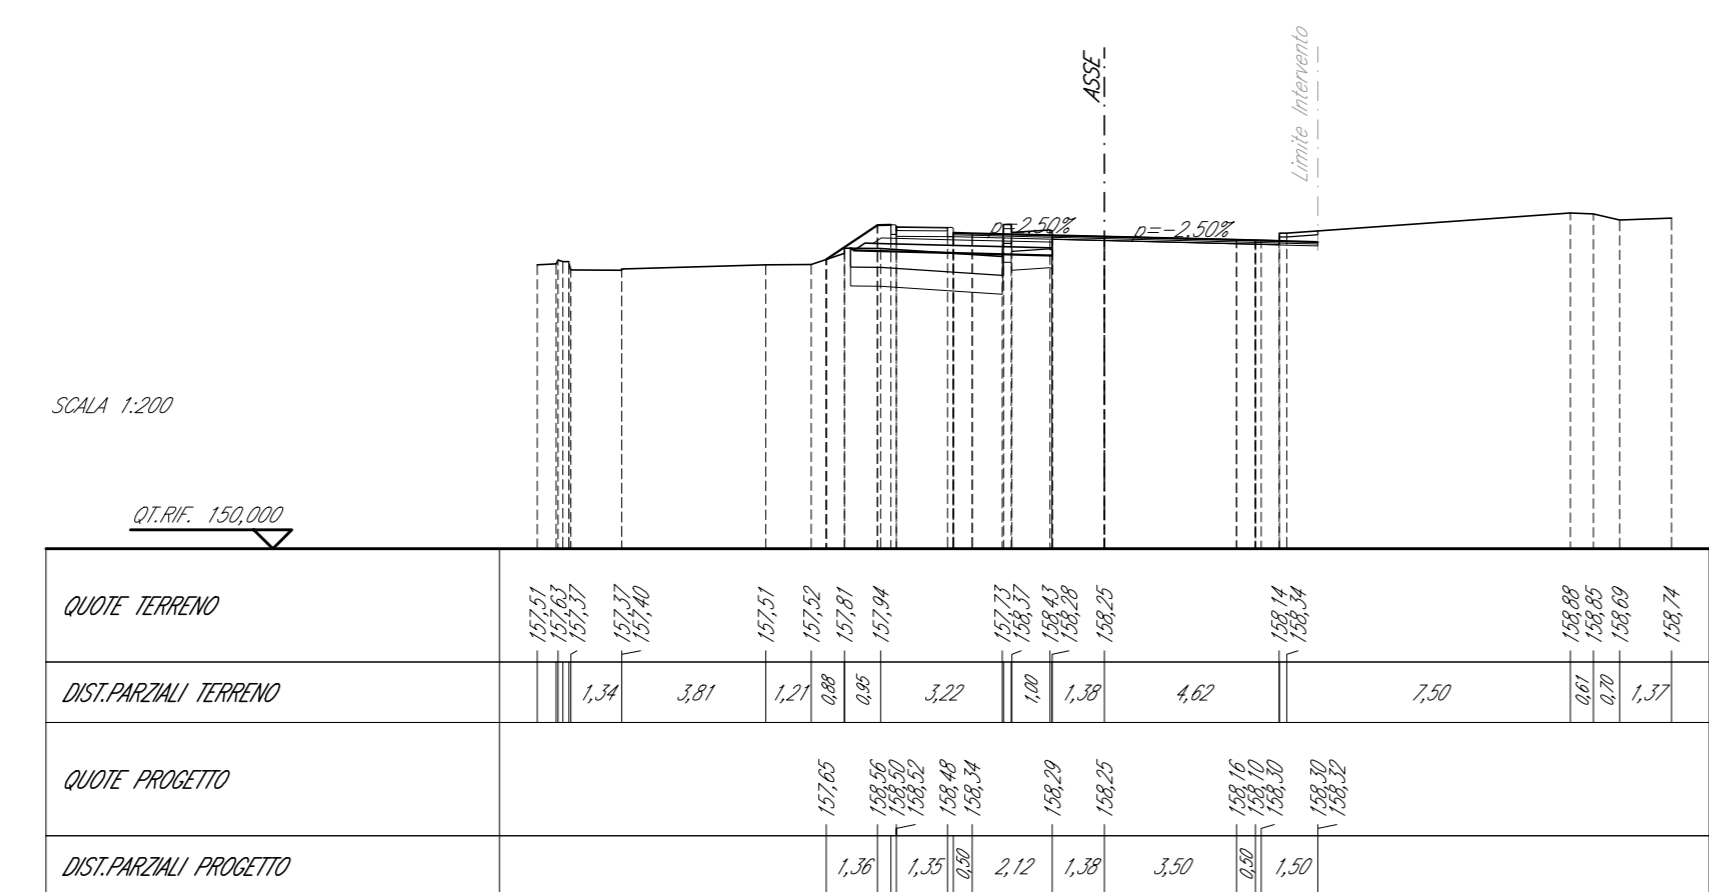 ASSE
Limite Intervento
p=2.50%
p=-2.50%
SCALA 1:200
QT.RIF. 150,000
QUOTE TERRENO
157,51 157,63 157,37 157,37 157,40 157,51 157,52 157,81 157,94 157,73 158,37 158,43 158,28 158,25 158,14 158,34 158,88 158,85 158,69 158,74
DIST.PARZIALI TERRENO
1,34 3,81 1,21 0,88 0,95 3,22 1,00 1,38 4,62 7,50 0,61 0,70 1,37
QUOTE PROGETTO
157,65 158,56 158,50 158,52 158,48 158,34 158,29 158,25 158,16 158,10 158,30 158,30 158,32
DIST.PARZIALI PROGETTO
1,36 1,35 0,50 2,12 1,38 3,50 0,50 1,50